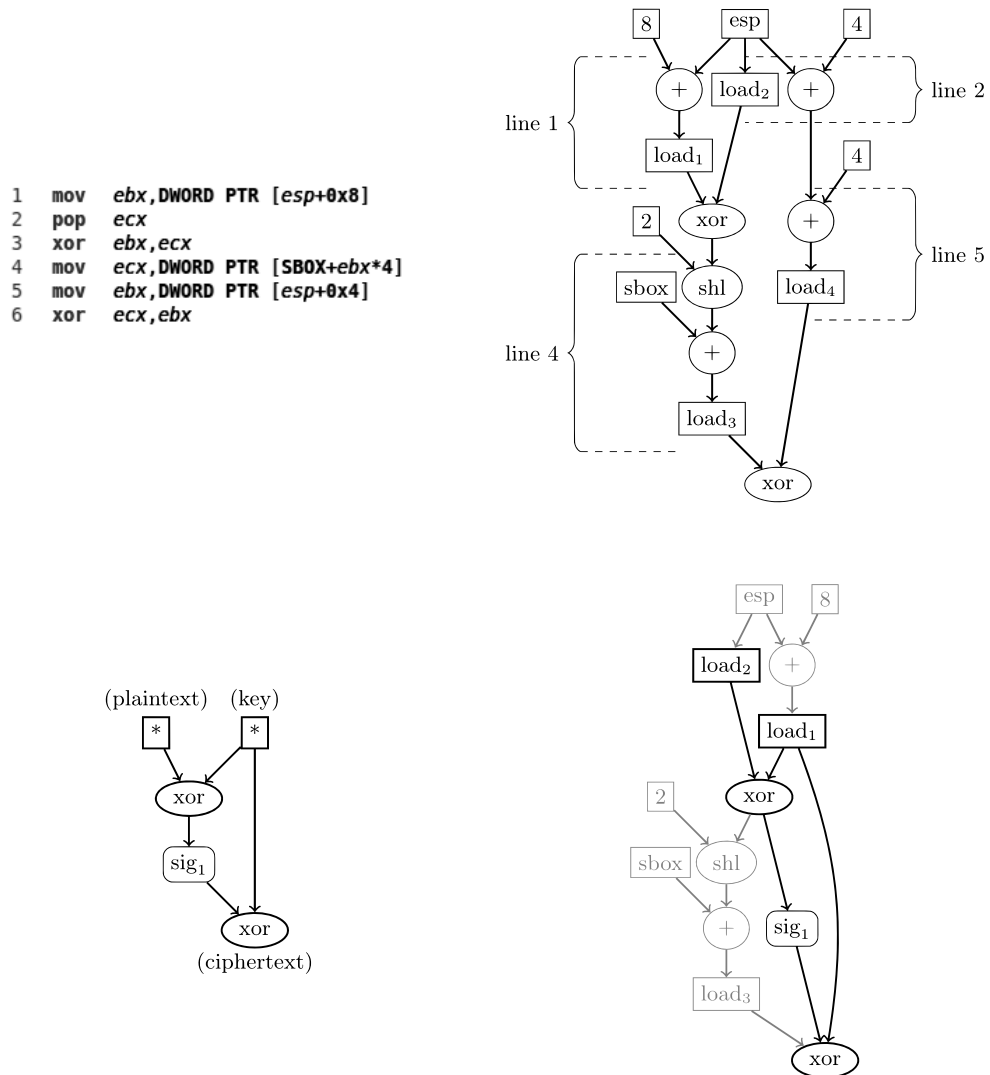 1 mov ebx,DWORD PTR [esp+0x8]
2 pop ecx
3 xor ebx,ecx
4 mov ecx,DWORD PTR [SBOX+ebx*4]
5 mov ebx,DWORD PTR [esp+0x4]
6 xor ecx,ebx
8 esp 4
+ load₂ +
line 2
line 1
load₁ 4
2 xor +
line 5
sbox shl load₄
line 4
+
load₃
xor
(plaintext) (key)
* *
xor
sig₁
xor
(ciphertext)
esp 8
load₂ +
load₁
2 xor
sbox shl
+ sig₁
load₃
xor